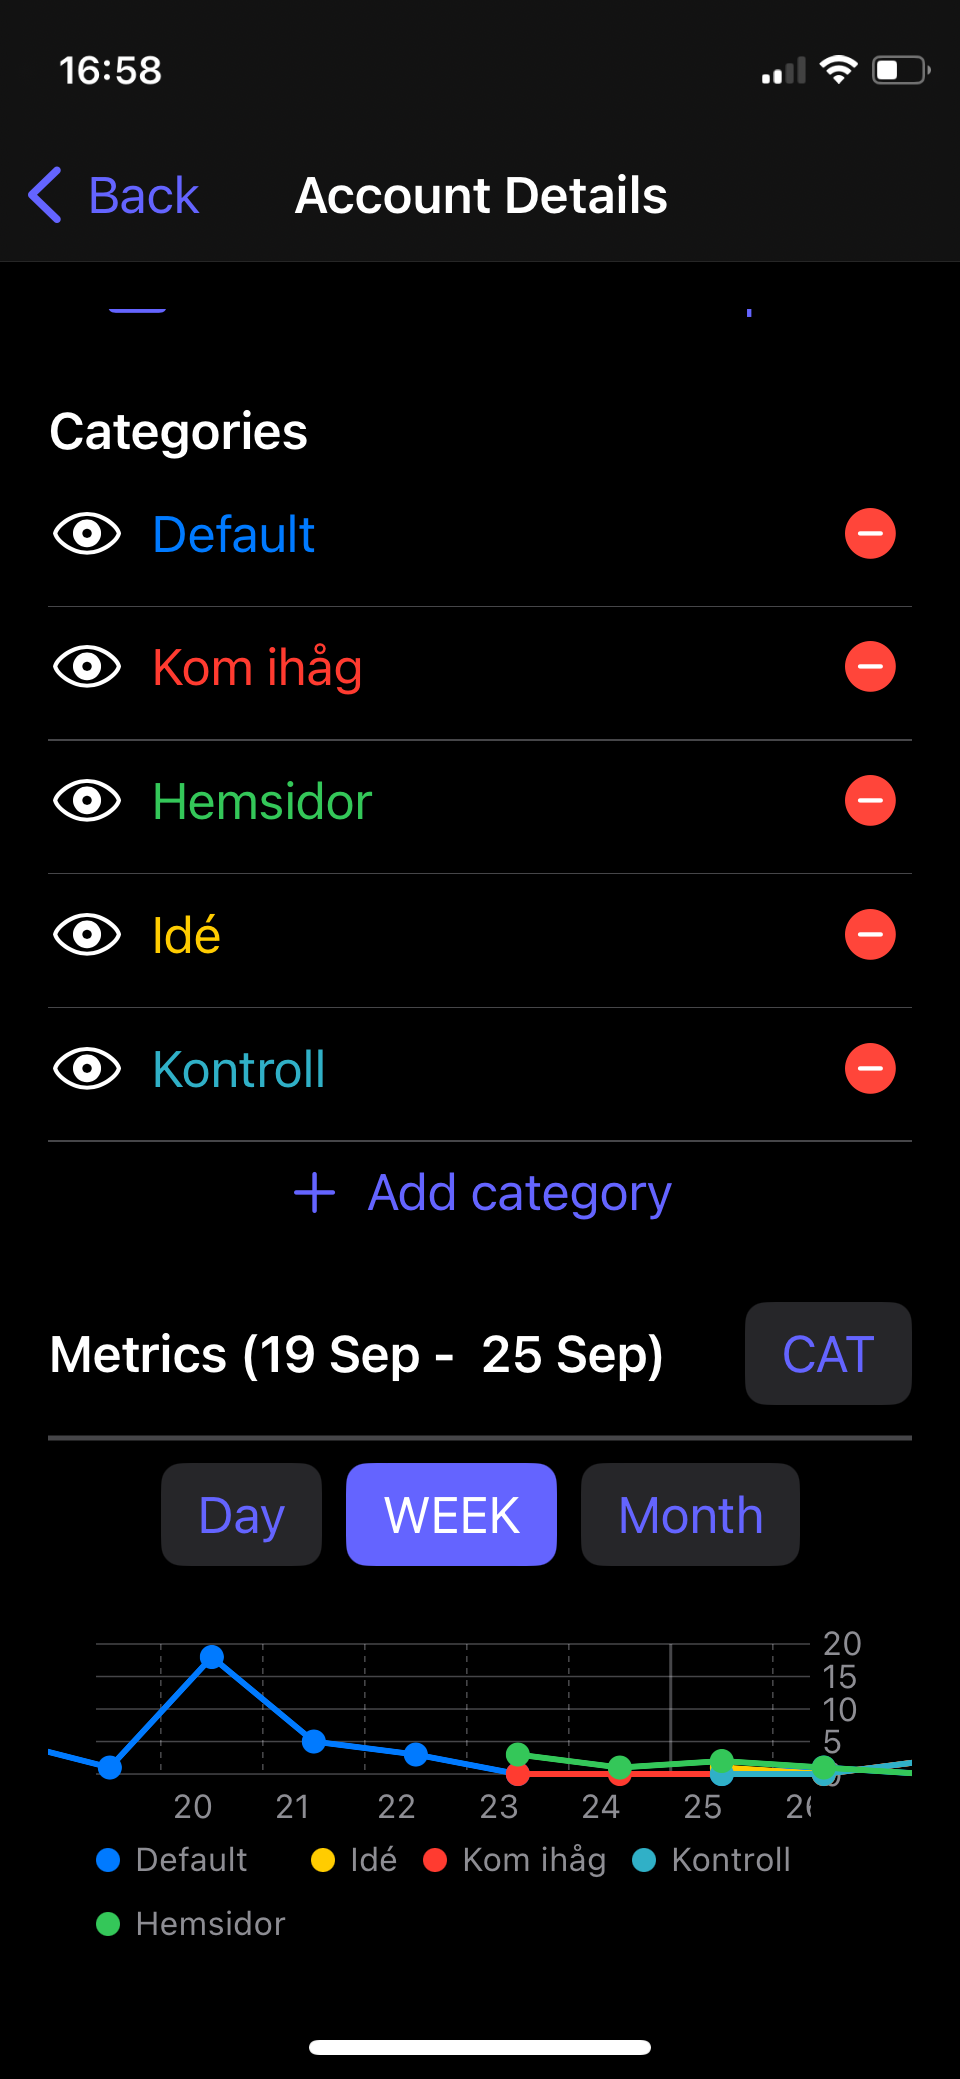 16:58
Back
Account Details
Categories
Default
Kom ihåg
Hemsidor
Idé
Kontroll
+ Add category
Metrics (19 Sep - 25 Sep)
CAT
Day
WEEK
Month
20
15
10
5
0
20 21 22 23 24 25
Default Idé Kom ihåg Kontroll
Hemsidor